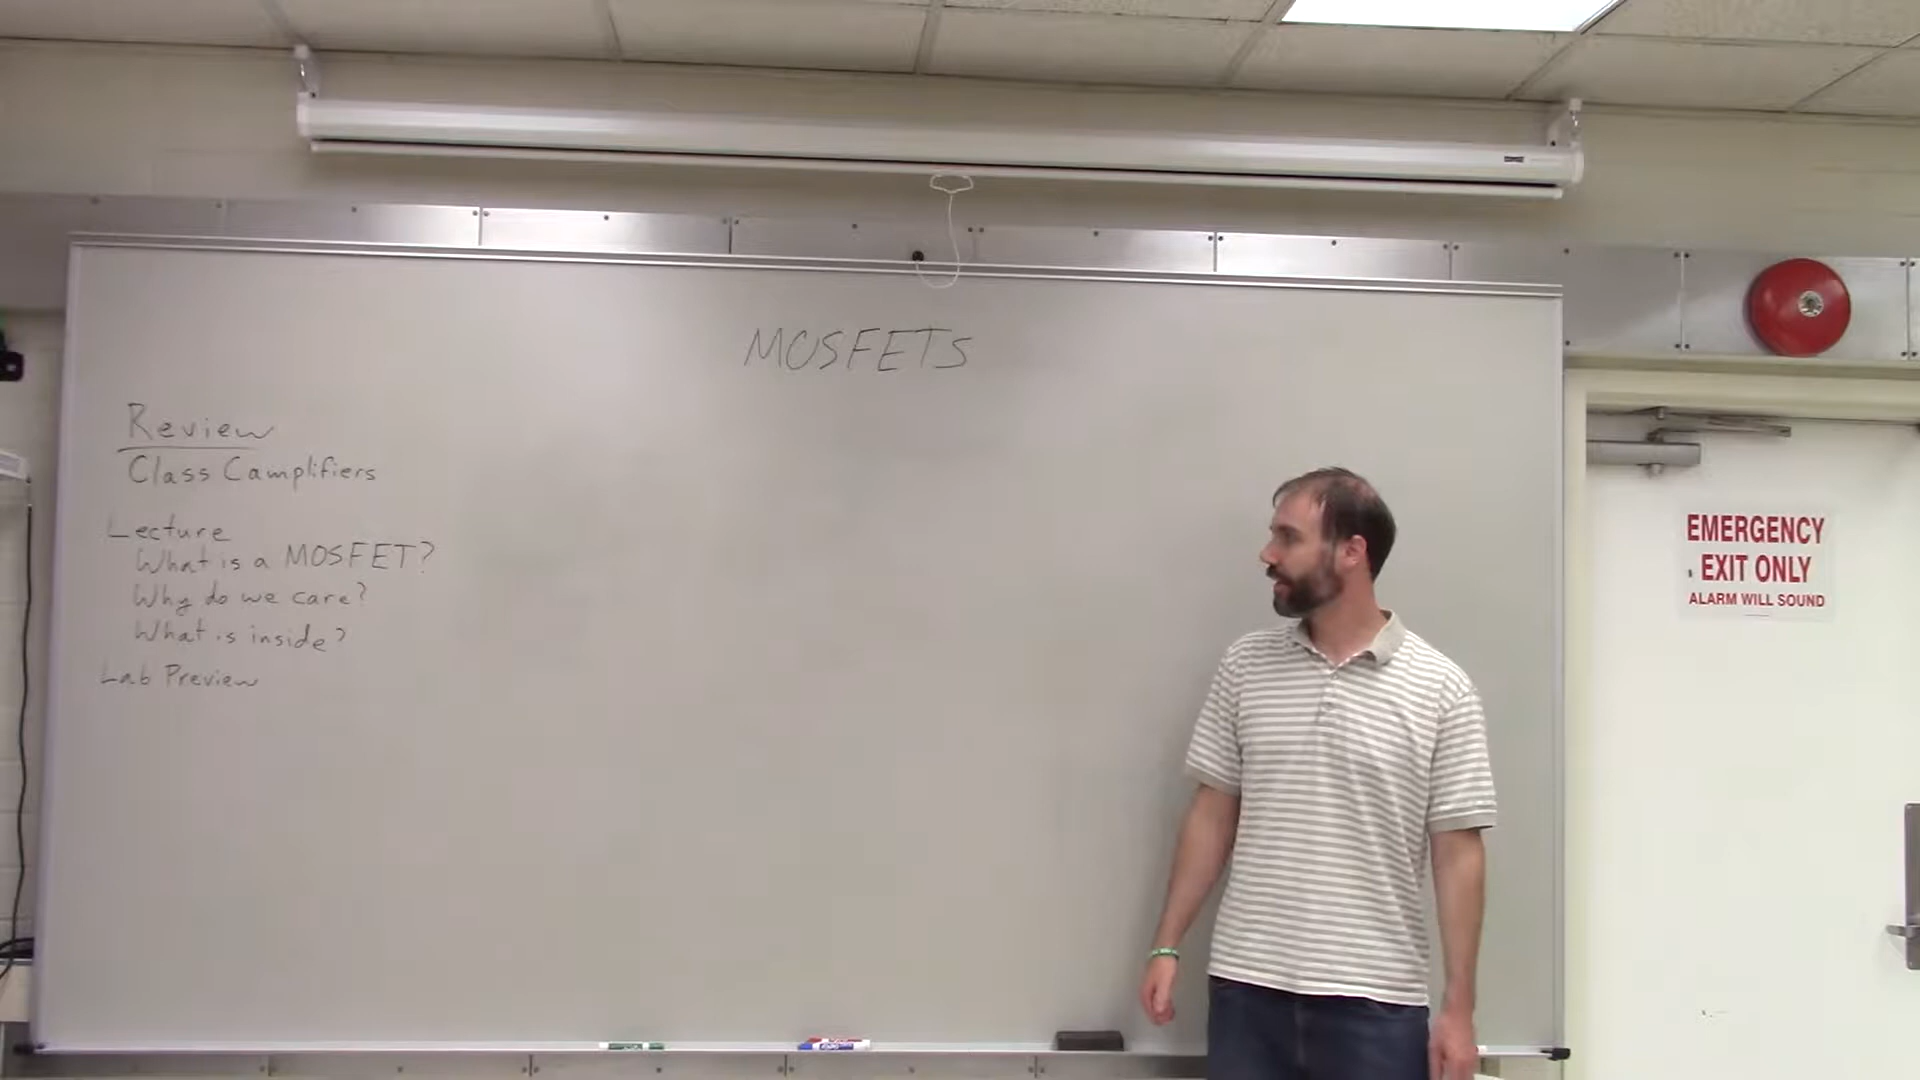 MOSFETS
Review
Class C amplifiers
Lecture
What is a MOSFET?
Why do we care?
What is inside?
Lab Preview
EMERGENCY
EXIT ONLY
ALARM WILL SOUND